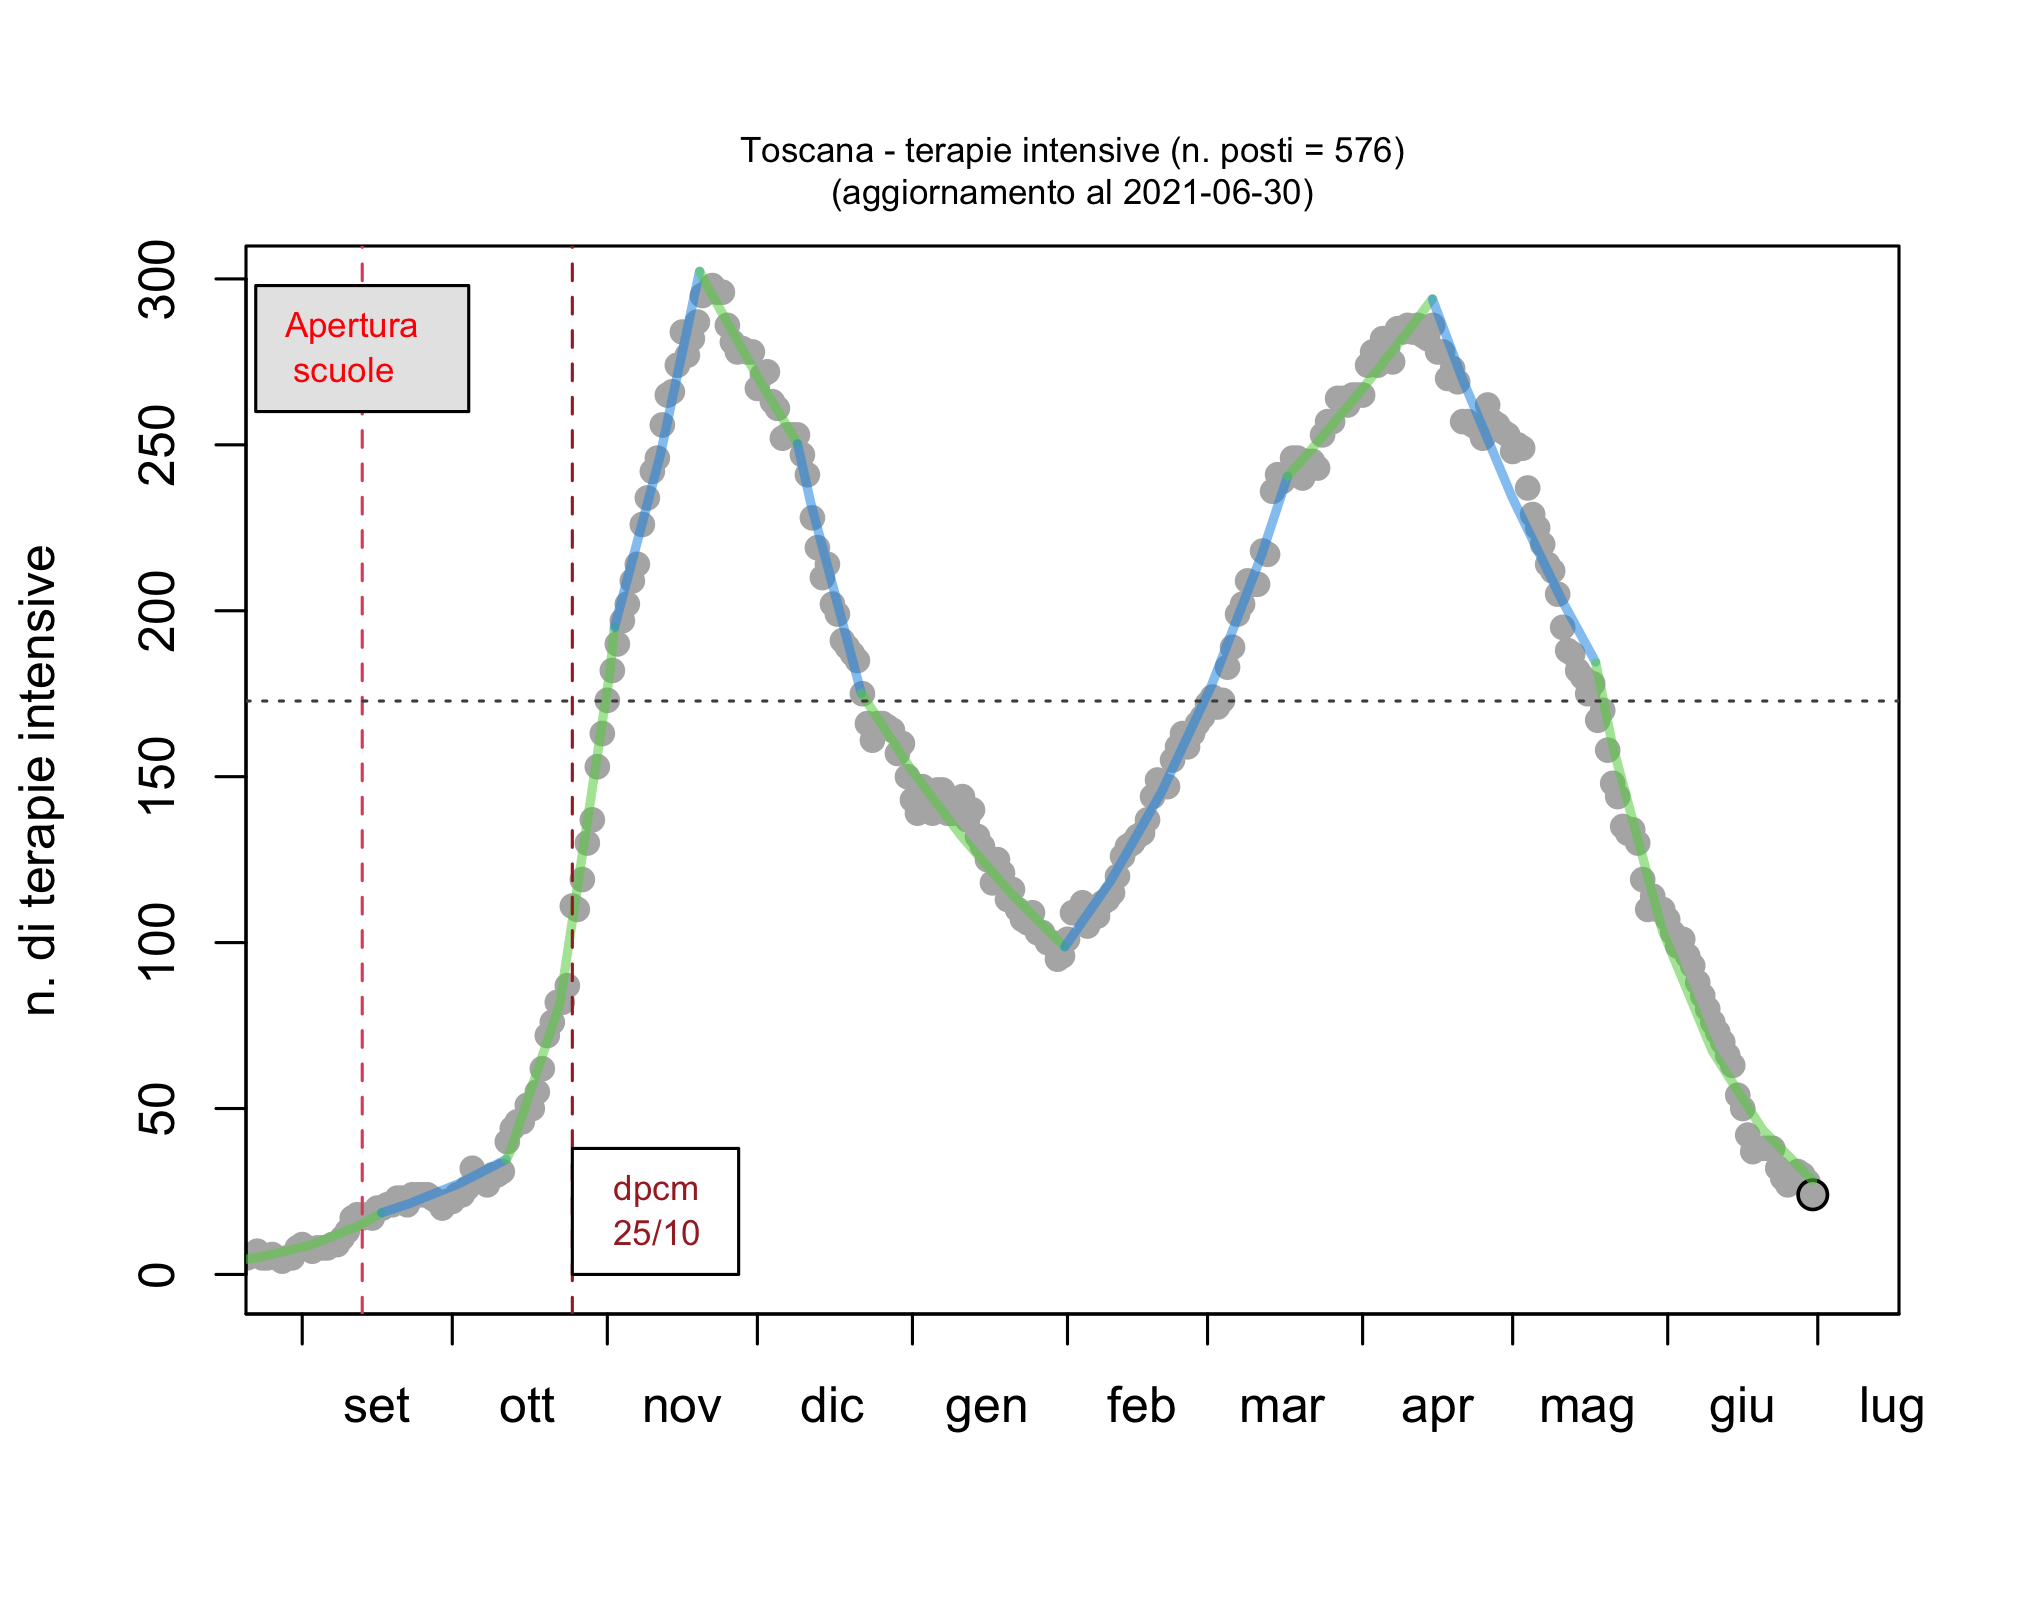 Toscana - terapie intensive (n. posti = 576)
(aggiornamento al 2021-06-30)
n. di terapie intensive
300
250
200
150
100
50
0
Apertura
scuole
dpcm
25/10
set ott nov dic gen feb mar apr mag giu lug